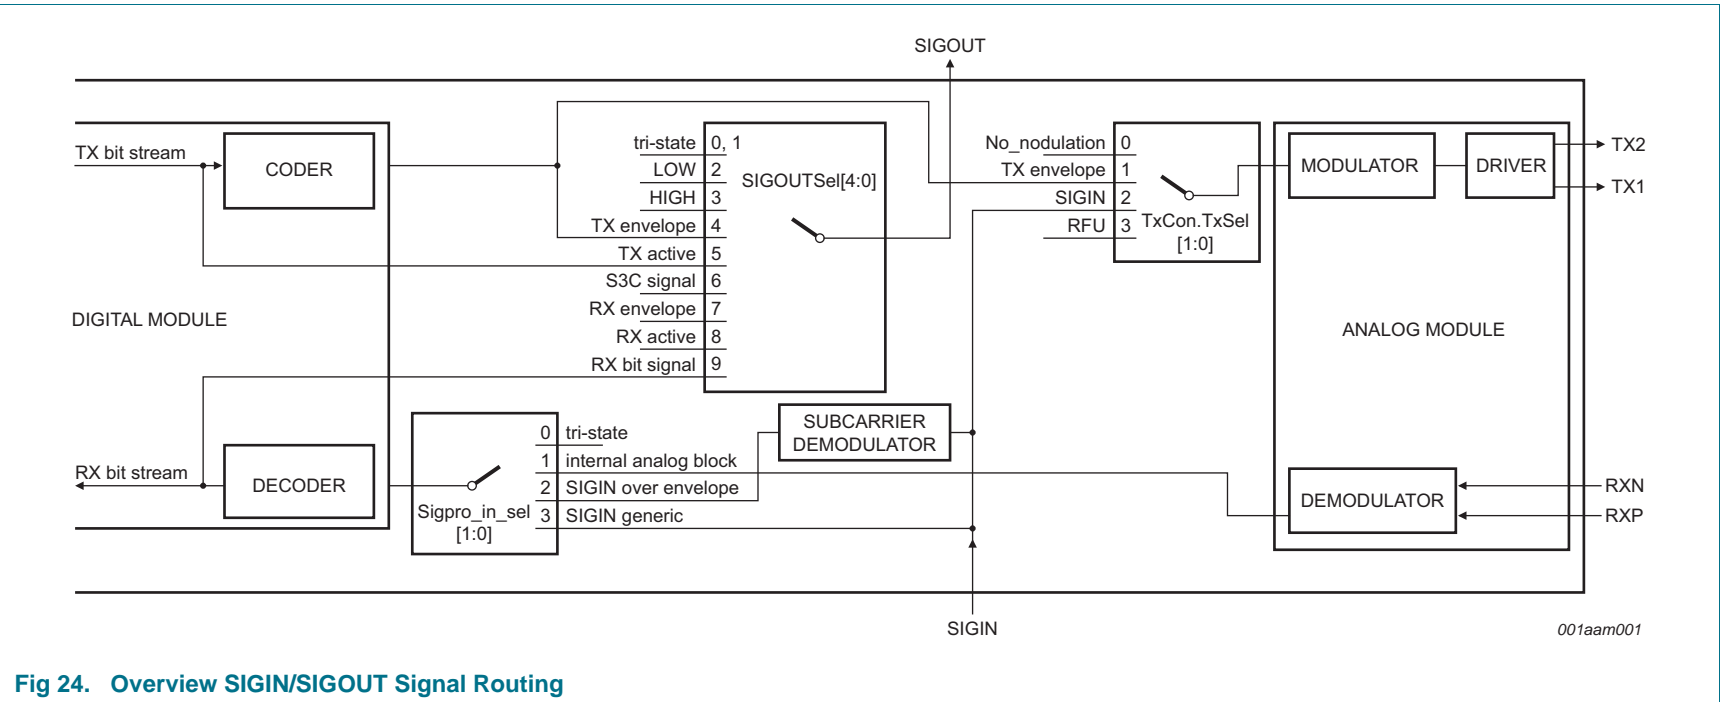 SIGOUT
TX bit stream
CODER
tri-state 0, 1
LOW 2
HIGH 3
TX envelope 4
TX active 5
S3C signal 6
RX envelope 7
RX active 8
RX bit signal 9
SIGOUTSel[4:0]
No_nodulation 0
TX envelope 1
SIGIN 2
RFU 3
TxCon.TxSel
[1:0]
MODULATOR
DRIVER
TX2
TX1
DIGITAL MODULE
ANALOG MODULE
SUBCARRIER
DEMODULATOR
RX bit stream
DECODER
Sigpro_in_sel
[1:0]
0 tri-state
1 internal analog block
2 SIGIN over envelope
3 SIGIN generic
DEMODULATOR
RXN
RXP
SIGIN
001aam001
Fig 24. Overview SIGIN/SIGOUT Signal Routing